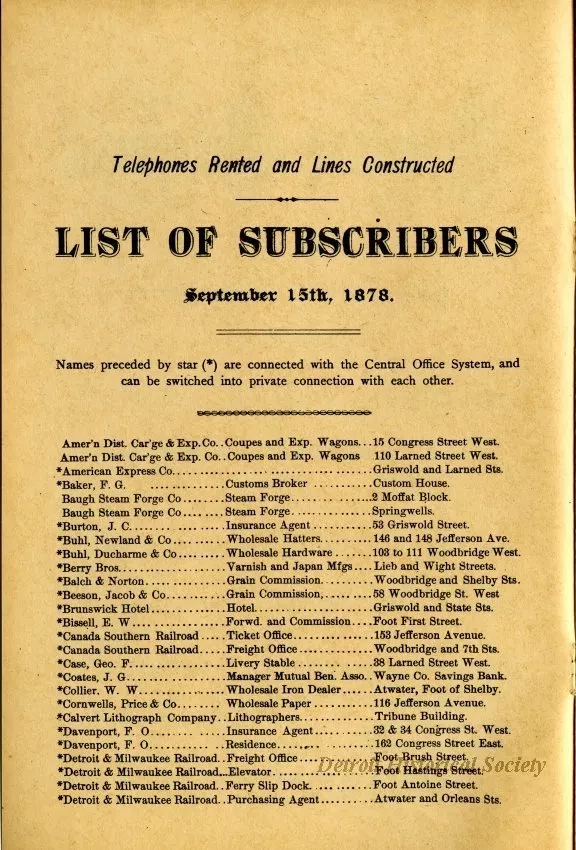 Telephones Rented and Lines Constructed
LIST OF SUBSCRIBERS
September 15th, 1878.
Names preceded by star (*) are connected with the Central Office System, and
can be switched into private connection with each other.
Amer'n Dist. Car'ge & Exp. Co..Coupes and Exp. Wagons...15 Congress Street West.
Amer'n Dist. Car'ge & Exp. Co..Coupes and Exp. Wagons 110 Larned Street West.
*American Express Co.................................Griswold and Larned Sts.
*Baker, F. G. ..................Customs Broker ...........Custom House.
Baugh Steam Forge Co .......Steam Forge...............2 Moffat Block.
Baugh Steam Forge Co .......Steam Forge...............Springwells.
*Burton, J. C..................Insurance Agent ..........53 Griswold Street.
*Buhl, Newland & Co.........Wholesale Hatters..........146 and 148 Jefferson Ave.
*Buhl, Ducharme & Co........Wholesale Hardware .......103 to 111 Woodbridge West.
*Berry Bros...................Varnish and Japan Mfgs....Lieb and Wight Streets.
*Balch & Norton..............Grain Commission..........Woodbridge and Shelby Sts.
*Beeson, Jacob & Co..........Grain Commission,.........58 Woodbridge St. West
*Brunswick Hotel.............Hotel.....................Griswold and State Sts.
*Bissell, E. W ................Forwd. and Commission....Foot First Street.
*Canada Southern Railroad ....Ticket Office..............153 Jefferson Avenue.
*Canada Southern Railroad....Freight Office .............Woodbridge and 7th Sts.
*Case, Geo. F.................Livery Stable ..............38 Larned Street West.
*Coates, J. G .................Manager Mutual Ben. Asso..Wayne Co. Savings Bank.
*Collier, W. W...............Wholesale Iron Dealer.....Atwater, Foot of Shelby.
*Cornwells, Price & Co........Wholesale Paper ...........116 Jefferson Avenue.
*Calvert Lithograph Company..Lithographers.............Tribune Building.
*Davenport, F. O.............Insurance Agent...........32 & 34 Congress St. West.
*Davenport, F. O.............Residence.................162 Congress Street East.
*Detroit & Milwaukee Railroad..Freight Office.............Foot Brush Street.
*Detroit & Milwaukee Railroad...Elevator..................Foot Hastings Street.
*Detroit & Milwaukee Railroad..Ferry Slip Dock............Foot Antoine Street.
*Detroit & Milwaukee Railroad..Purchasing Agent..........Atwater and Orleans Sts.
Detroit Historical Society